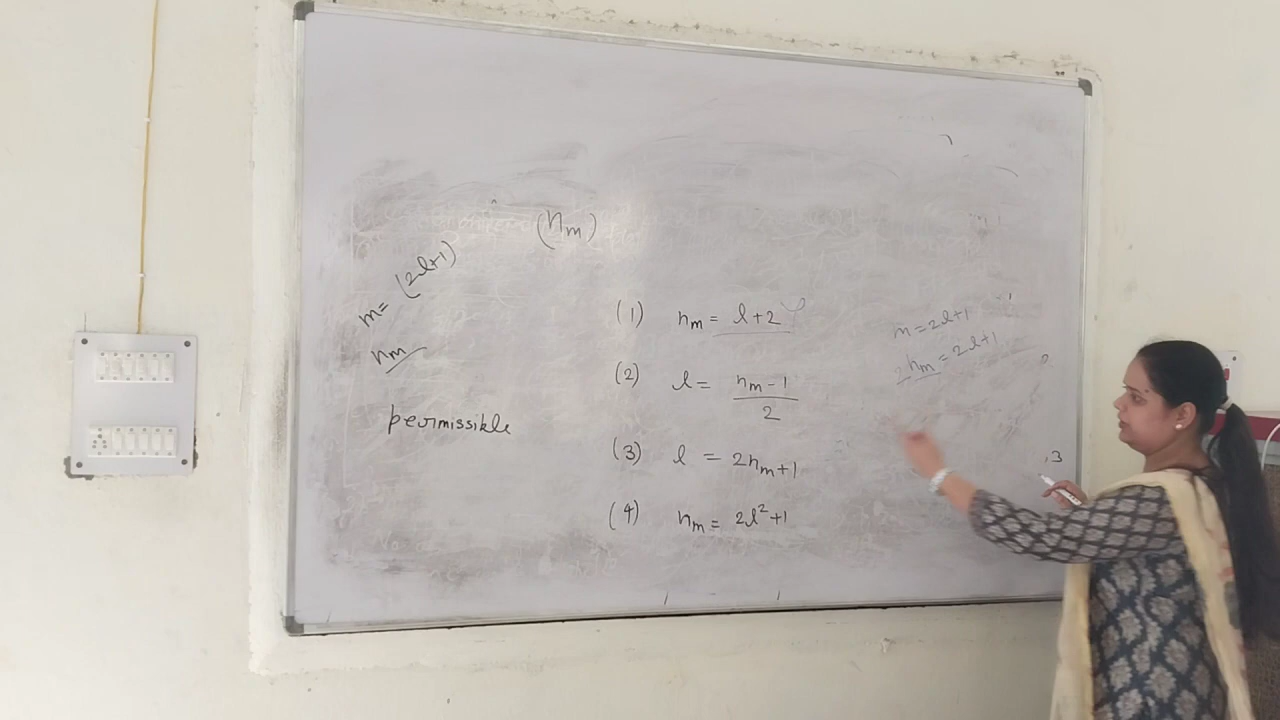 (nm)
m = (2l+1)
nm
permissible
(1) nm = l+2
(2) l = nm-1/2
(3) l = 2nm+1
(4) nm = 2l²+1
m = 2l+1
nm = 2l+1
3